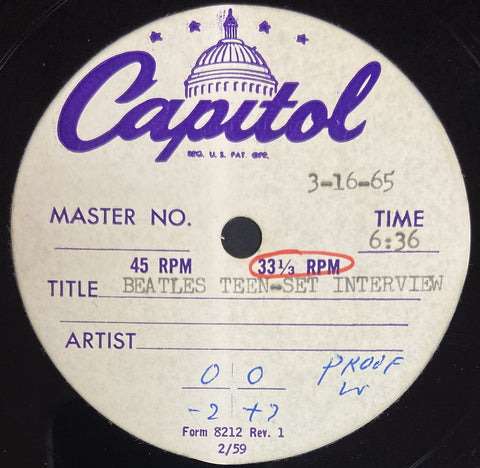 Capitol
REG. U.S. PAT. OFF.
3-16-65
MASTER NO. TIME
6:36
45 RPM 33⅓ RPM
TITLE BEATLES TEEN-SET INTERVIEW
ARTIST
0 0 PROOF
-2 +2
Form 8212 Rev. 1
2/59